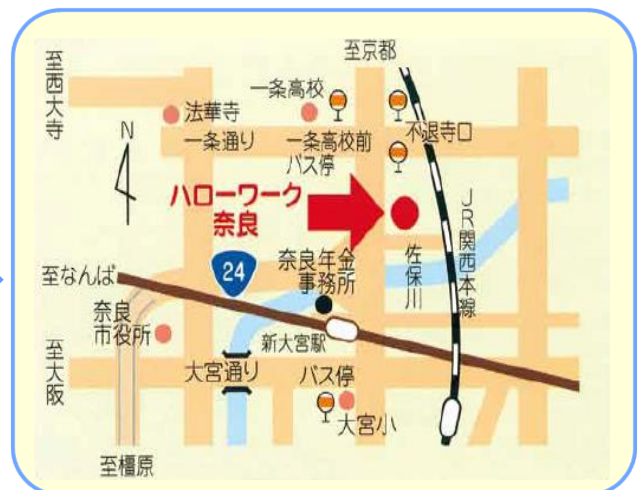 至京都
至西大寺
一条高校
法華寺
一条通り
一条高校前
バス停
不退寺口
N
ハローワーク
奈良
JR関西本線
佐保川
至なんば
24
奈良年金
事務所
奈良
市役所
新大宮駅
至大阪
大宮通り
バス停
大宮小
至橿原